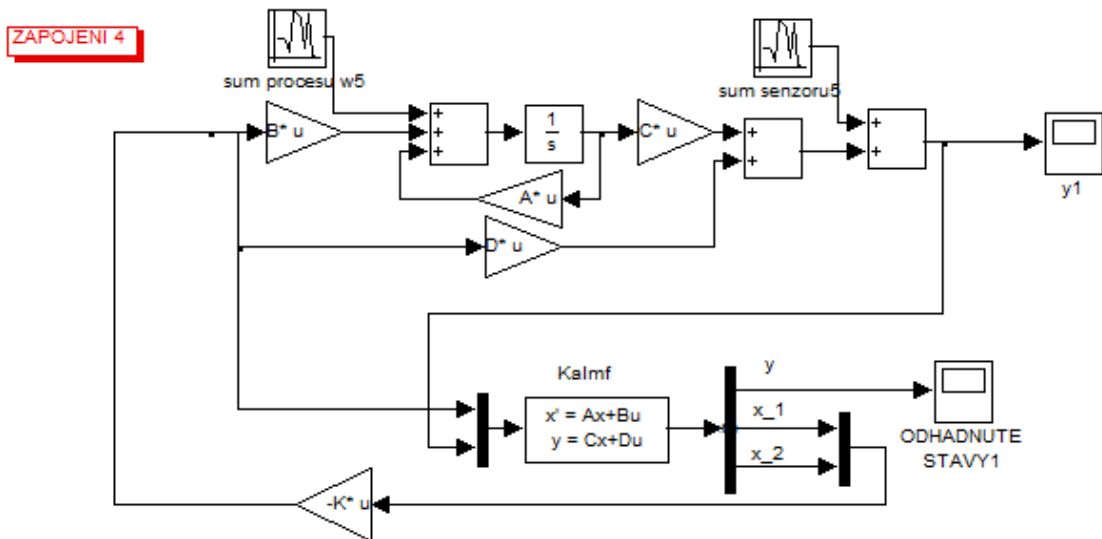 ZAPOJENI 4
sum procesu w5
sum senzoru5
B* u
+
+
+
1
s
C* u
+
+
+
+
y1
A* u
D* u
Kalmf
x' = Ax+Bu
y = Cx+Du
y
x_1
x_2
ODHADNUTE
STAVY1
-K* u